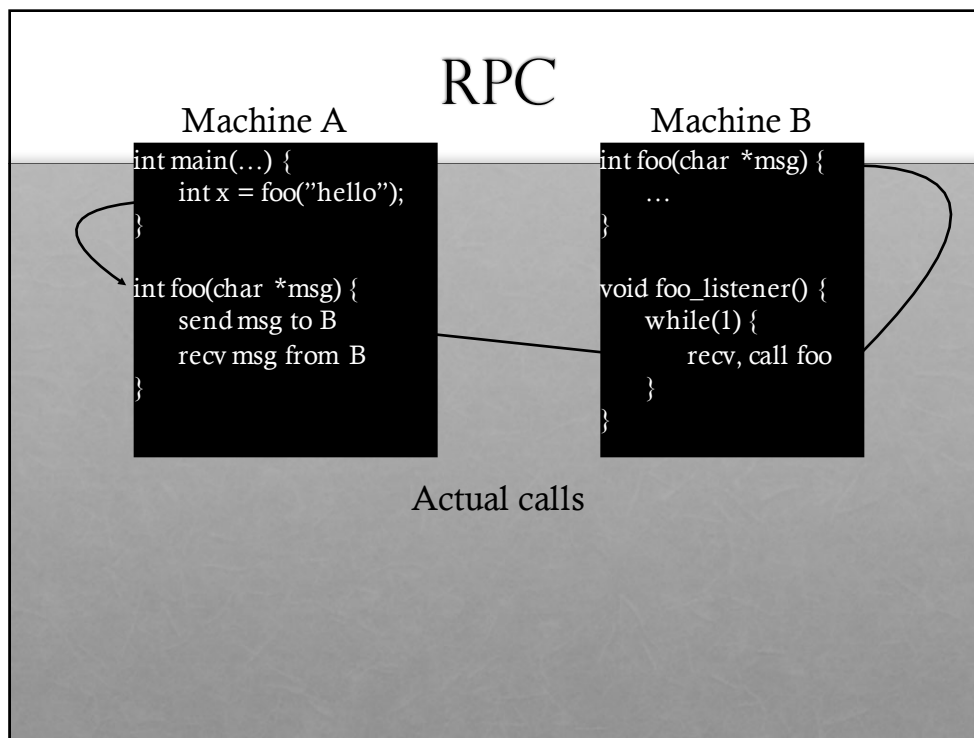 RPC
Machine A
int main(…) {
int x = foo(”hello”);
}
int foo(char *msg) {
send msg to B
recv msg from B
}
Machine B
int foo(char *msg) {
…
}
void foo_listener() {
while(1) {
recv, call foo
}
}
Actual calls